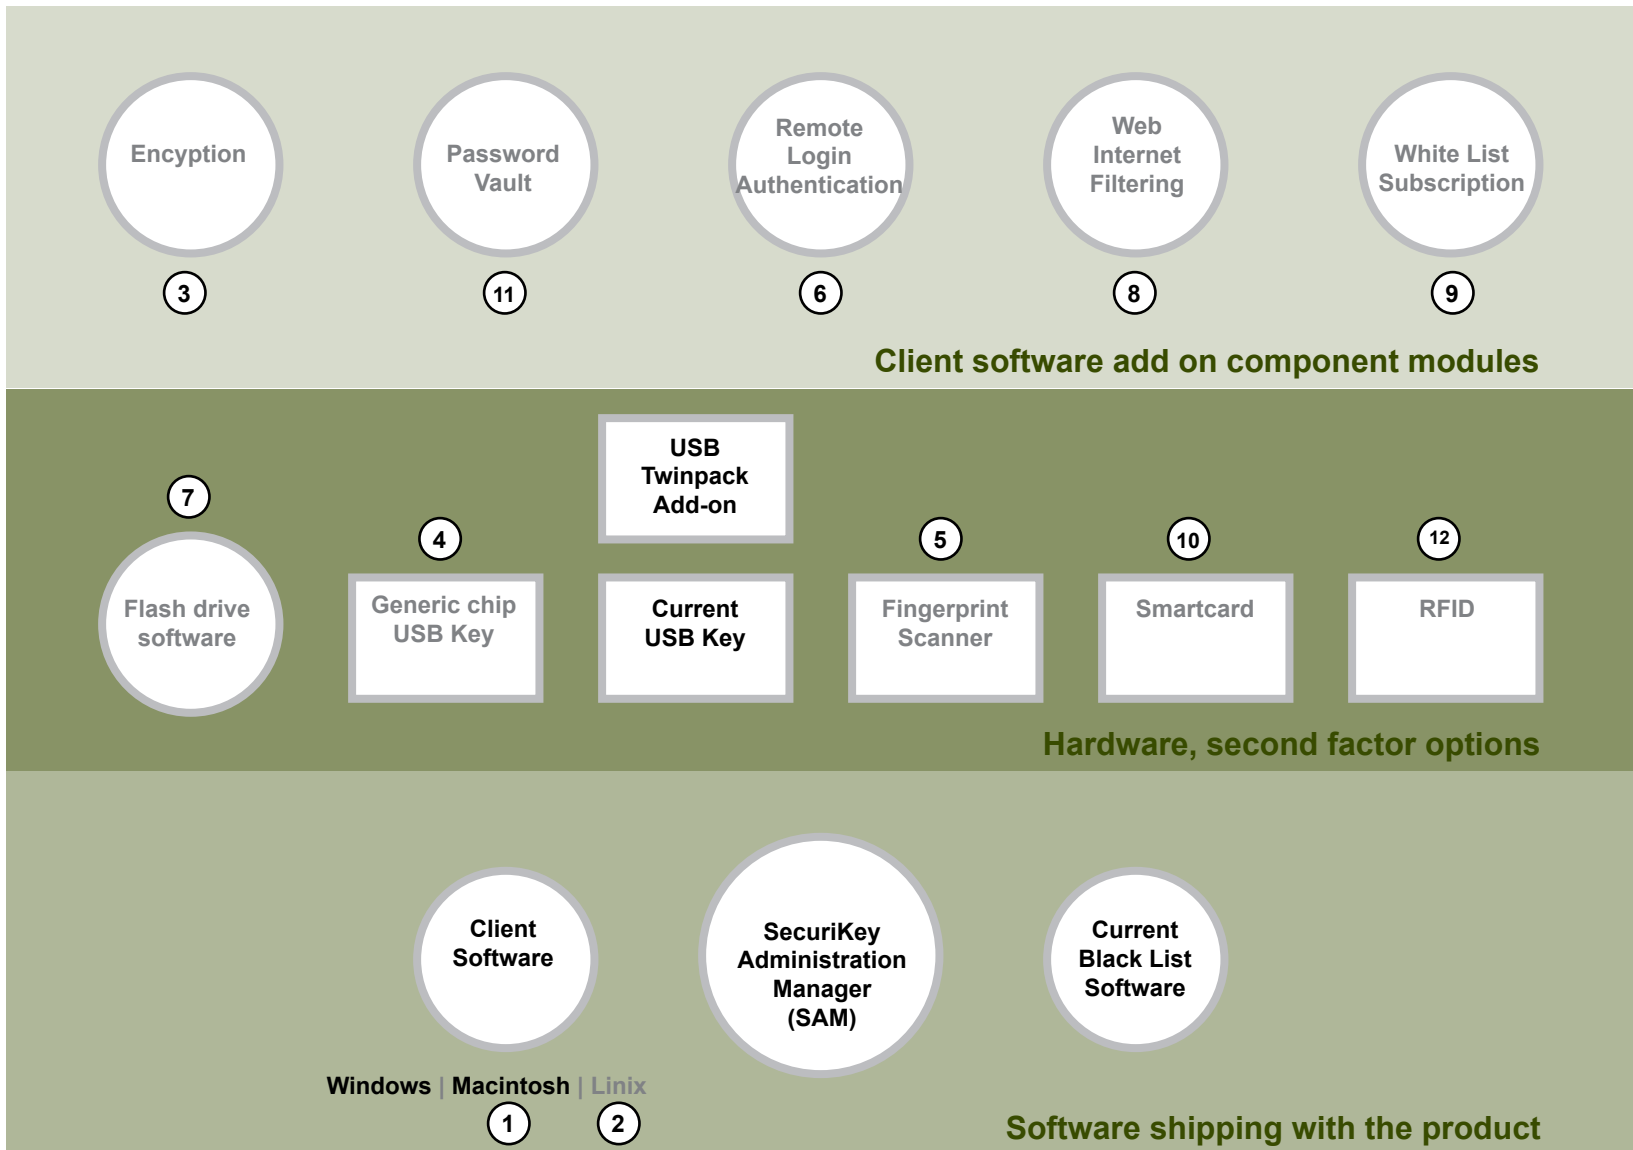 Encyption
Password
Vault
Remote
Login
Authentication
Web
Internet
Filtering
White List
Subscription
3
11
6
8
9
Client software add on component modules
USB
Twinpack
Add-on
7
4
5
10
12
Flash drive
software
Generic chip
USB Key
Current
USB Key
Fingerprint
Scanner
Smartcard
RFID
Hardware, second factor options
Client
Software
SecuriKey
Administration
Manager
(SAM)
Current
Black List
Software
Windows | Macintosh | Linix
1
2
Software shipping with the product